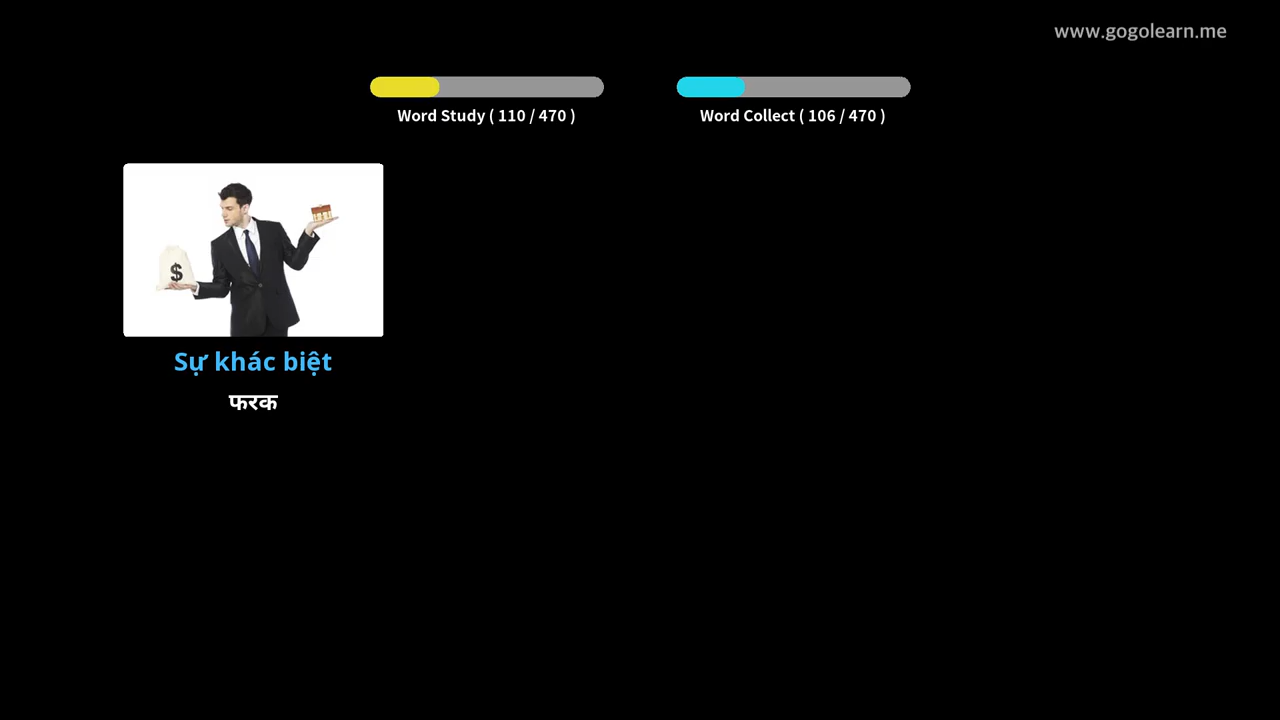 www.gogolearn.me
Word Study ( 110 / 470 )
Word Collect ( 106 / 470 )
$
Sự khác biệt
फरक